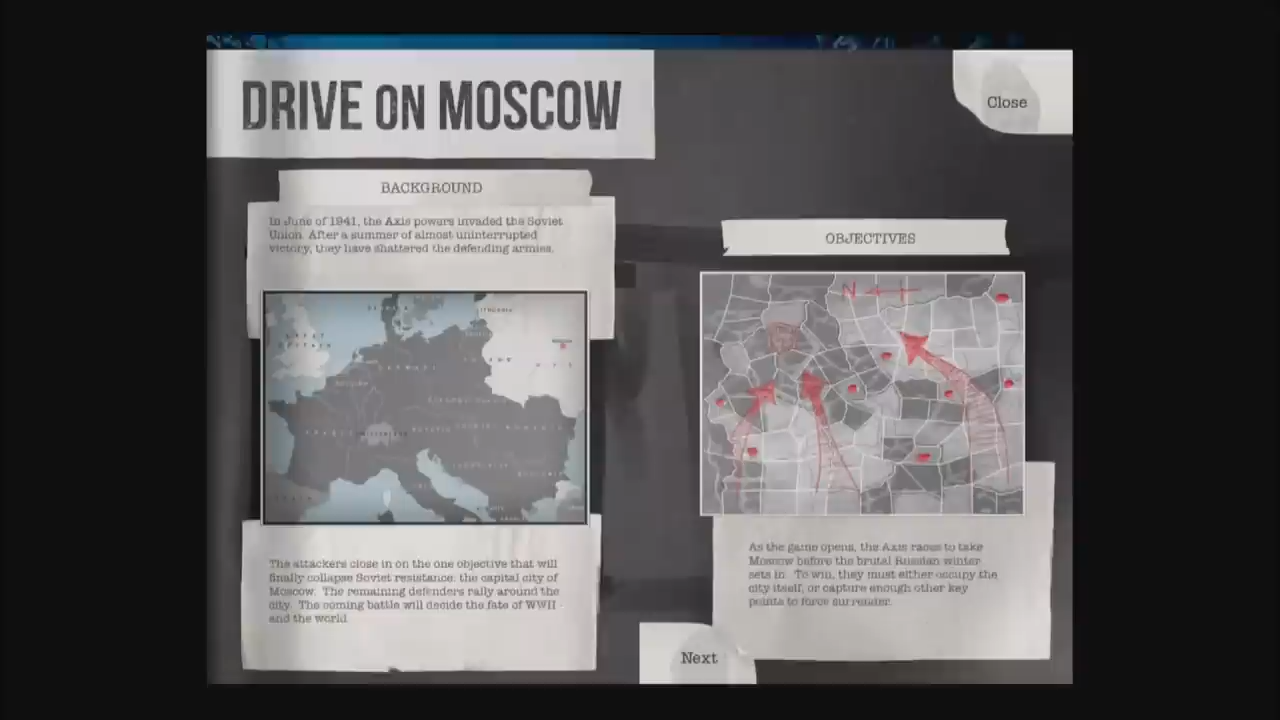 DRIVE ON MOSCOW
Close
BACKGROUND
In June of 1941, the Axis powers invaded the Soviet
Union. After a summer of almost uninterrupted
victory, they have shattered the defending armies.
The attackers close in on the one objective that will
finally collapse Soviet resistance: the capital city of
Moscow. The remaining defenders rally around the
city. The coming battle will decide the fate of WWII -
and the world.
OBJECTIVES
N
As the game opens, the Axis races to take
Moscow before the brutal Russian winter
sets in. To win, they must either occupy the
city itself, or capture enough other key
points to force surrender.
Next